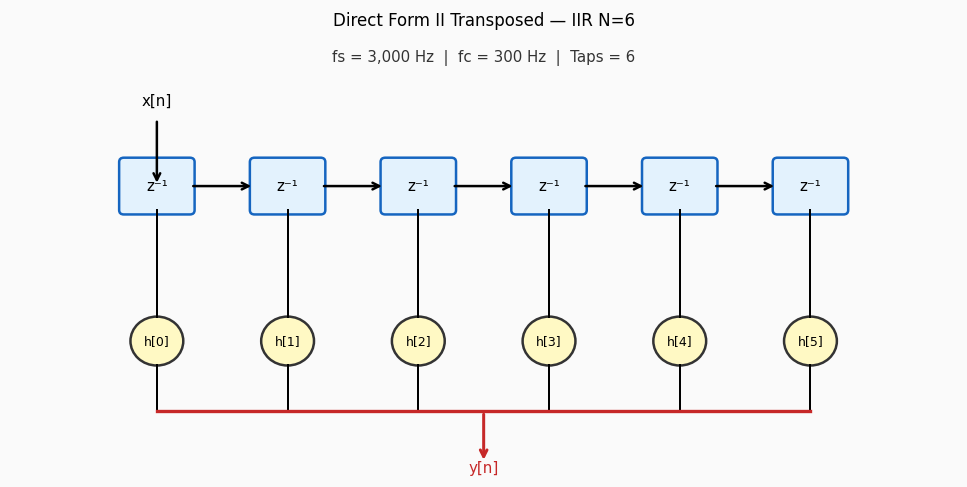 Direct Form II Transposed — IIR N=6
fs = 3,000 Hz | fc = 300 Hz | Taps = 6
x[n]
z⁻¹ z⁻¹ z⁻¹ z⁻¹ z⁻¹ z⁻¹
h[0] h[1] h[2] h[3] h[4] h[5]
y[n]